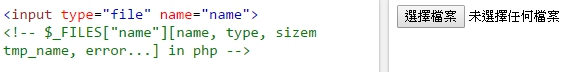 <input type="file" name="name">
<!-- $_FILES["name"][name, type, sizem
tmp_name, error...] in php -->
選擇檔案 未選擇任何檔案